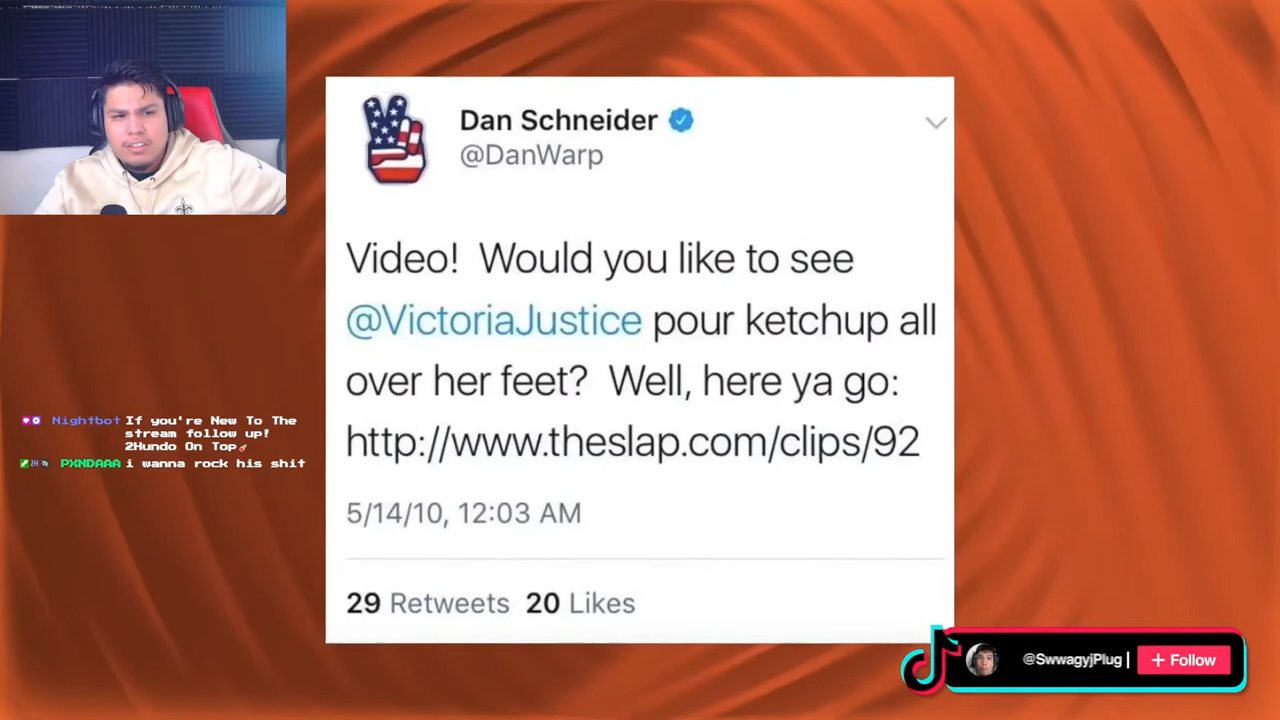 Dan Schneider
@DanWarp
Video! Would you like to see
@VictoriaJustice pour ketchup all
over her feet? Well, here ya go:
http://www.theslap.com/clips/92
5/14/10, 12:03 AM
29 Retweets 20 Likes
Nightbot If you're New To The
stream follow up!
2Hundo On Top
2H PXNDAAA i wanna rock his shit
@SwwagyjPlug | + Follow